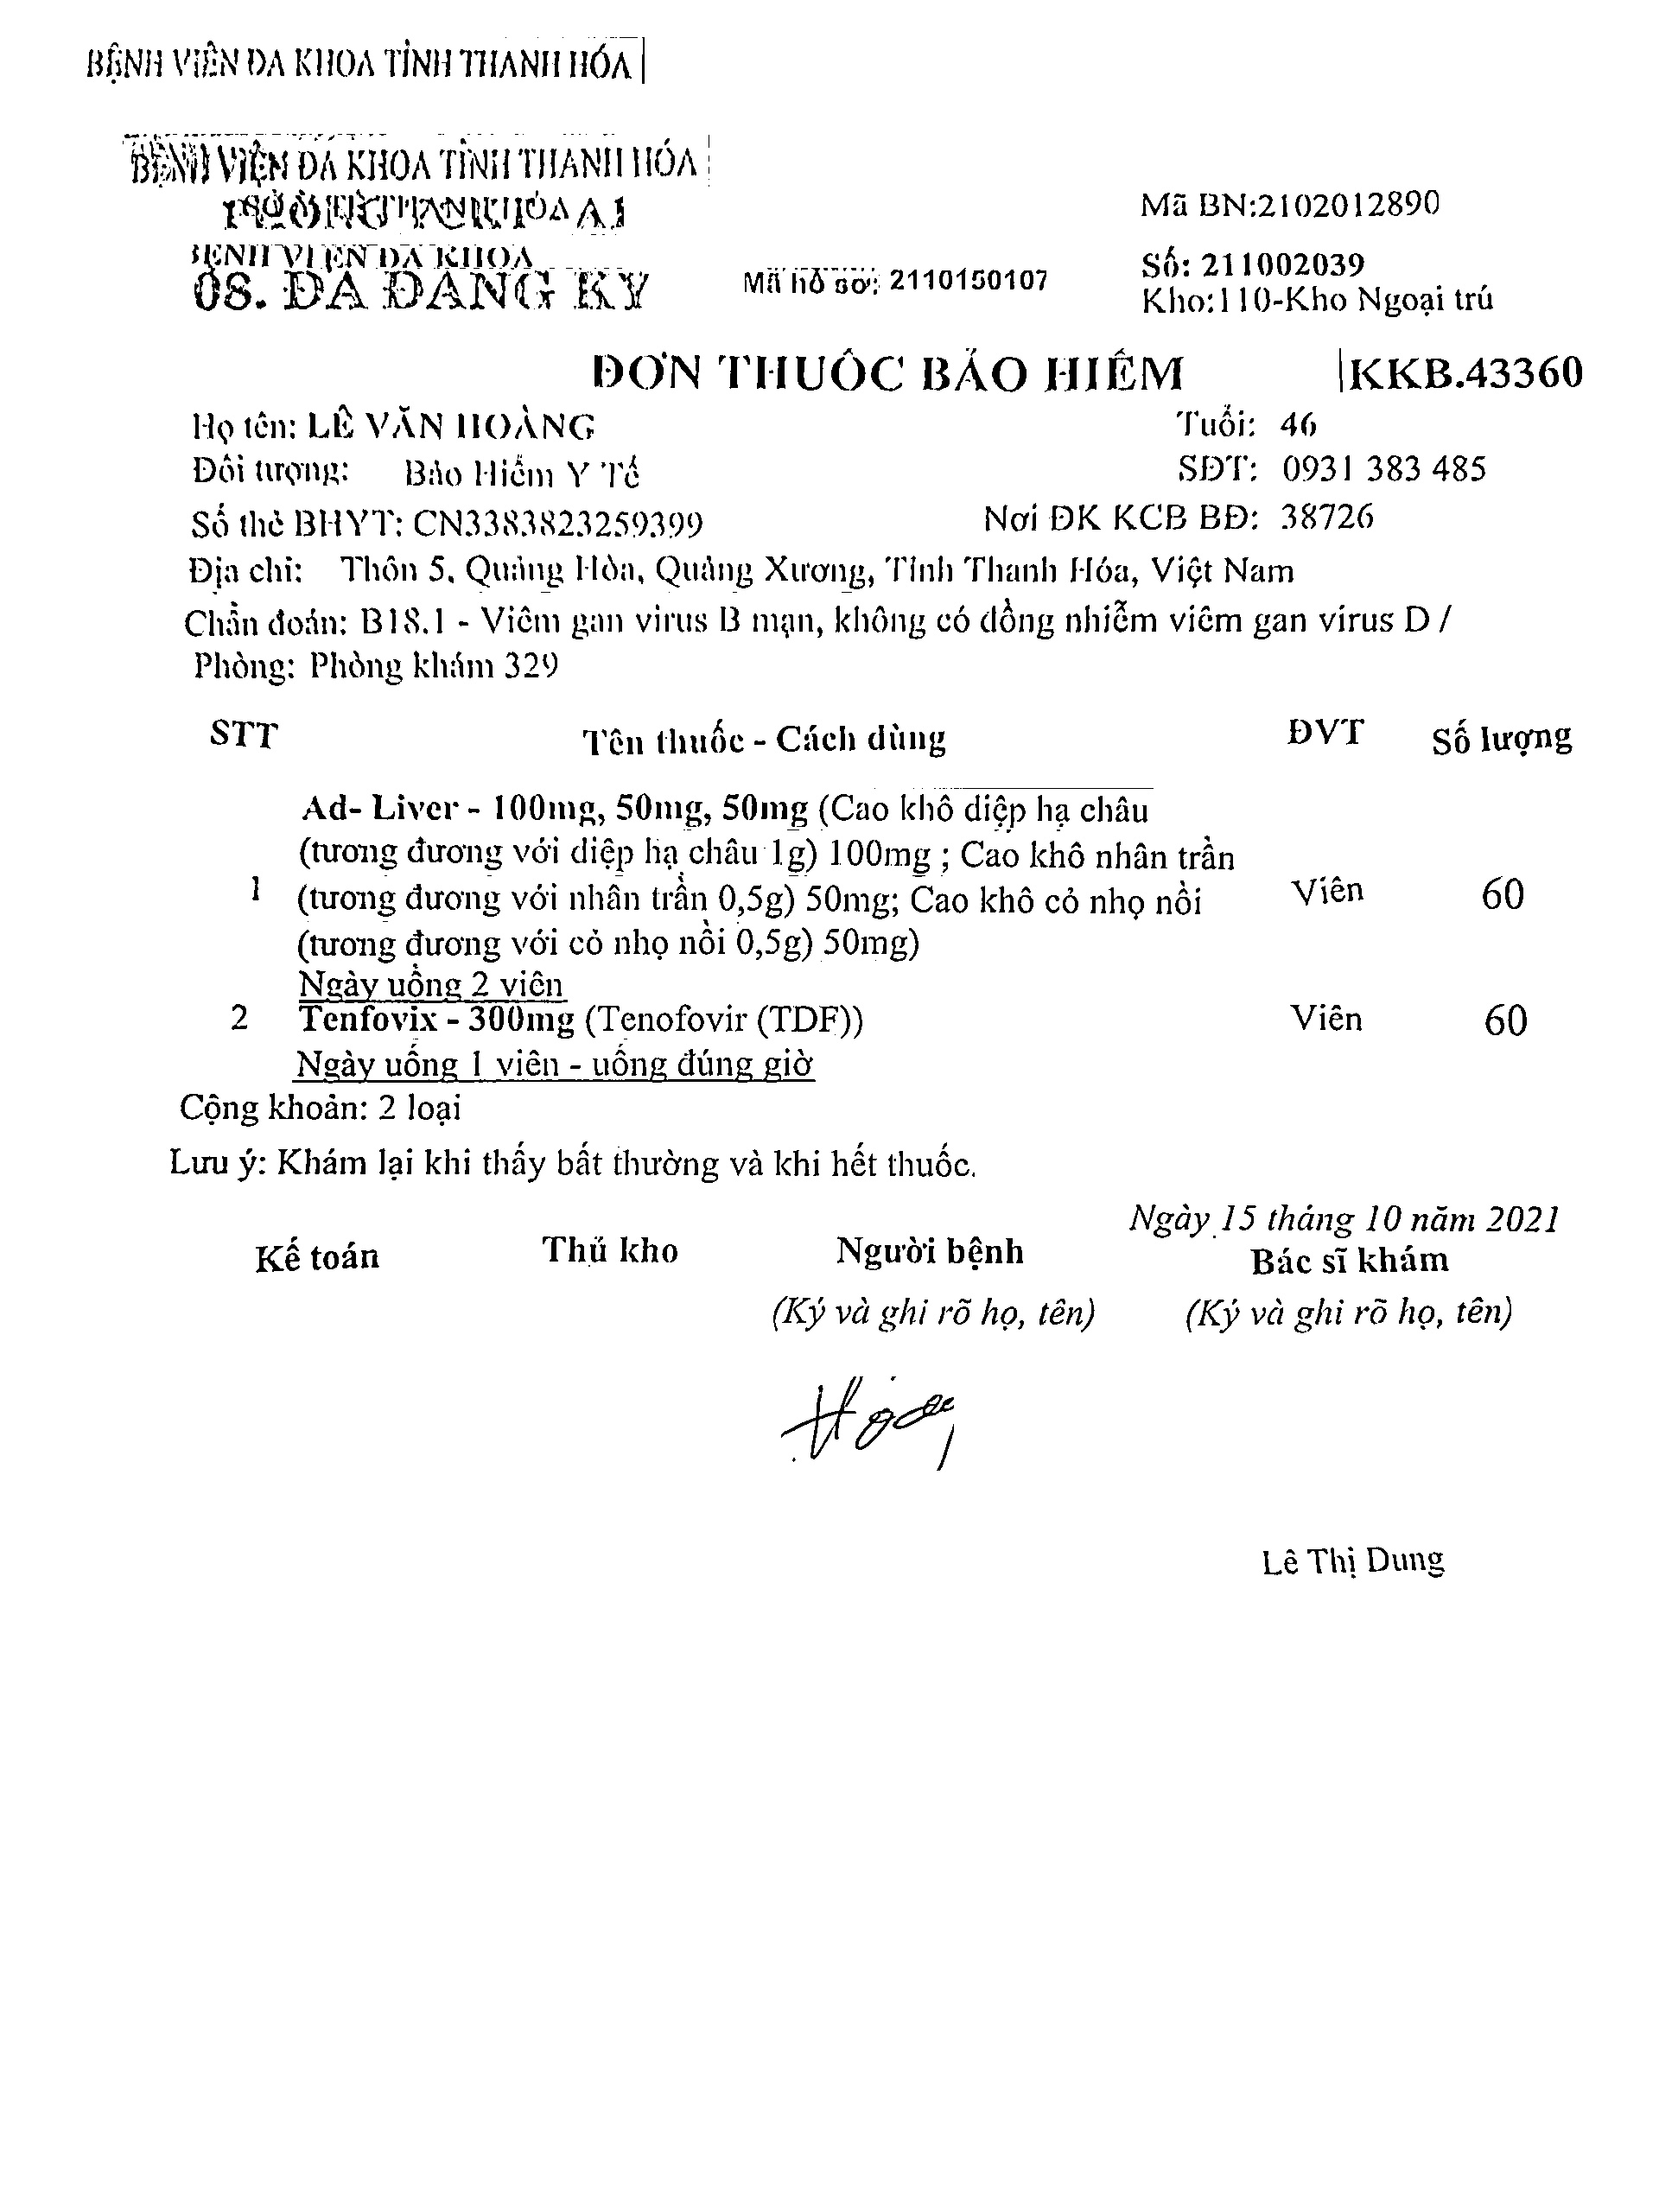 BỆNH VIÊN ĐA KHOA TỈNH THANH HÓA
BỆNH VIỆN ĐA KHOA TỈNH THANH HÓA
Mã BN:2102012890
BỆNH VIỆN ĐA KHOA
08. ĐA ĐANG KY
Mã hồ sơ: 2110150107
Số: 211002039
Kho:110-Kho Ngoại trú
ĐƠN THUỐC BẢO HIỂM
KKB.43360
Họ tên: LÊ VĂN HOÀNG
Tuổi: 46
Đối tượng: Bảo Hiểm Y Tế
SĐT: 0931 383 485
Số thẻ BHYT: CN3383823259399
Nơi ĐK KCB BĐ: 38726
Địa chỉ: Thôn 5, Quảng Hòa, Quảng Xương, Tỉnh Thanh Hóa, Việt Nam
Chẩn đoán: B18.1 - Viêm gan virus B mạn, không có đồng nhiễm viêm gan virus D /
Phòng: Phòng khám 329
STT Tên thuốc - Cách dùng ĐVT Số lượng
Ad- Liver - 100mg, 50mg, 50mg (Cao khô diệp hạ châu
(tương đương với diệp hạ châu 1g) 100mg ; Cao khô nhân trần
1 (tương đương với nhân trần 0,5g) 50mg; Cao khô cỏ nhọ nồi Viên 60
(tương đương với cỏ nhọ nồi 0,5g) 50mg)
Ngày uống 2 viên
2 Tenfovix - 300mg (Tenofovir (TDF)) Viên 60
Ngày uống 1 viên - uống đúng giờ
Cộng khoản: 2 loại
Lưu ý: Khám lại khi thấy bất thường và khi hết thuốc.
Ngày 15 tháng 10 năm 2021
Kế toán Thủ kho Người bệnh Bác sĩ khám
(Ký và ghi rõ họ, tên) (Ký và ghi rõ họ, tên)
Lê Thị Dung